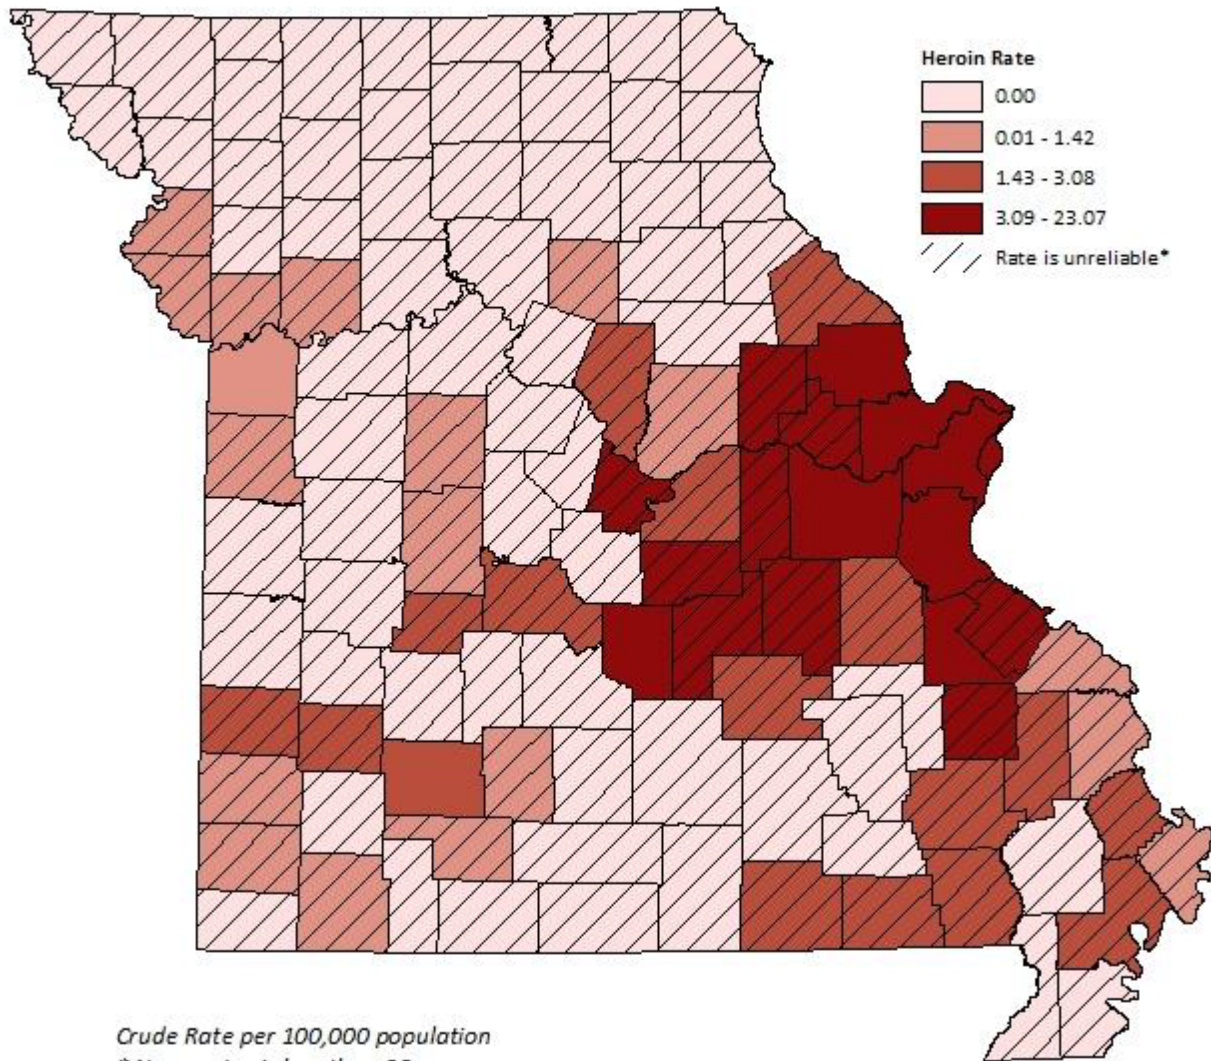 Heroin Rate
0.00
0.01 - 1.42
1.43 - 3.08
3.09 - 23.07
Rate is unreliable*
Crude Rate per 100,000 population